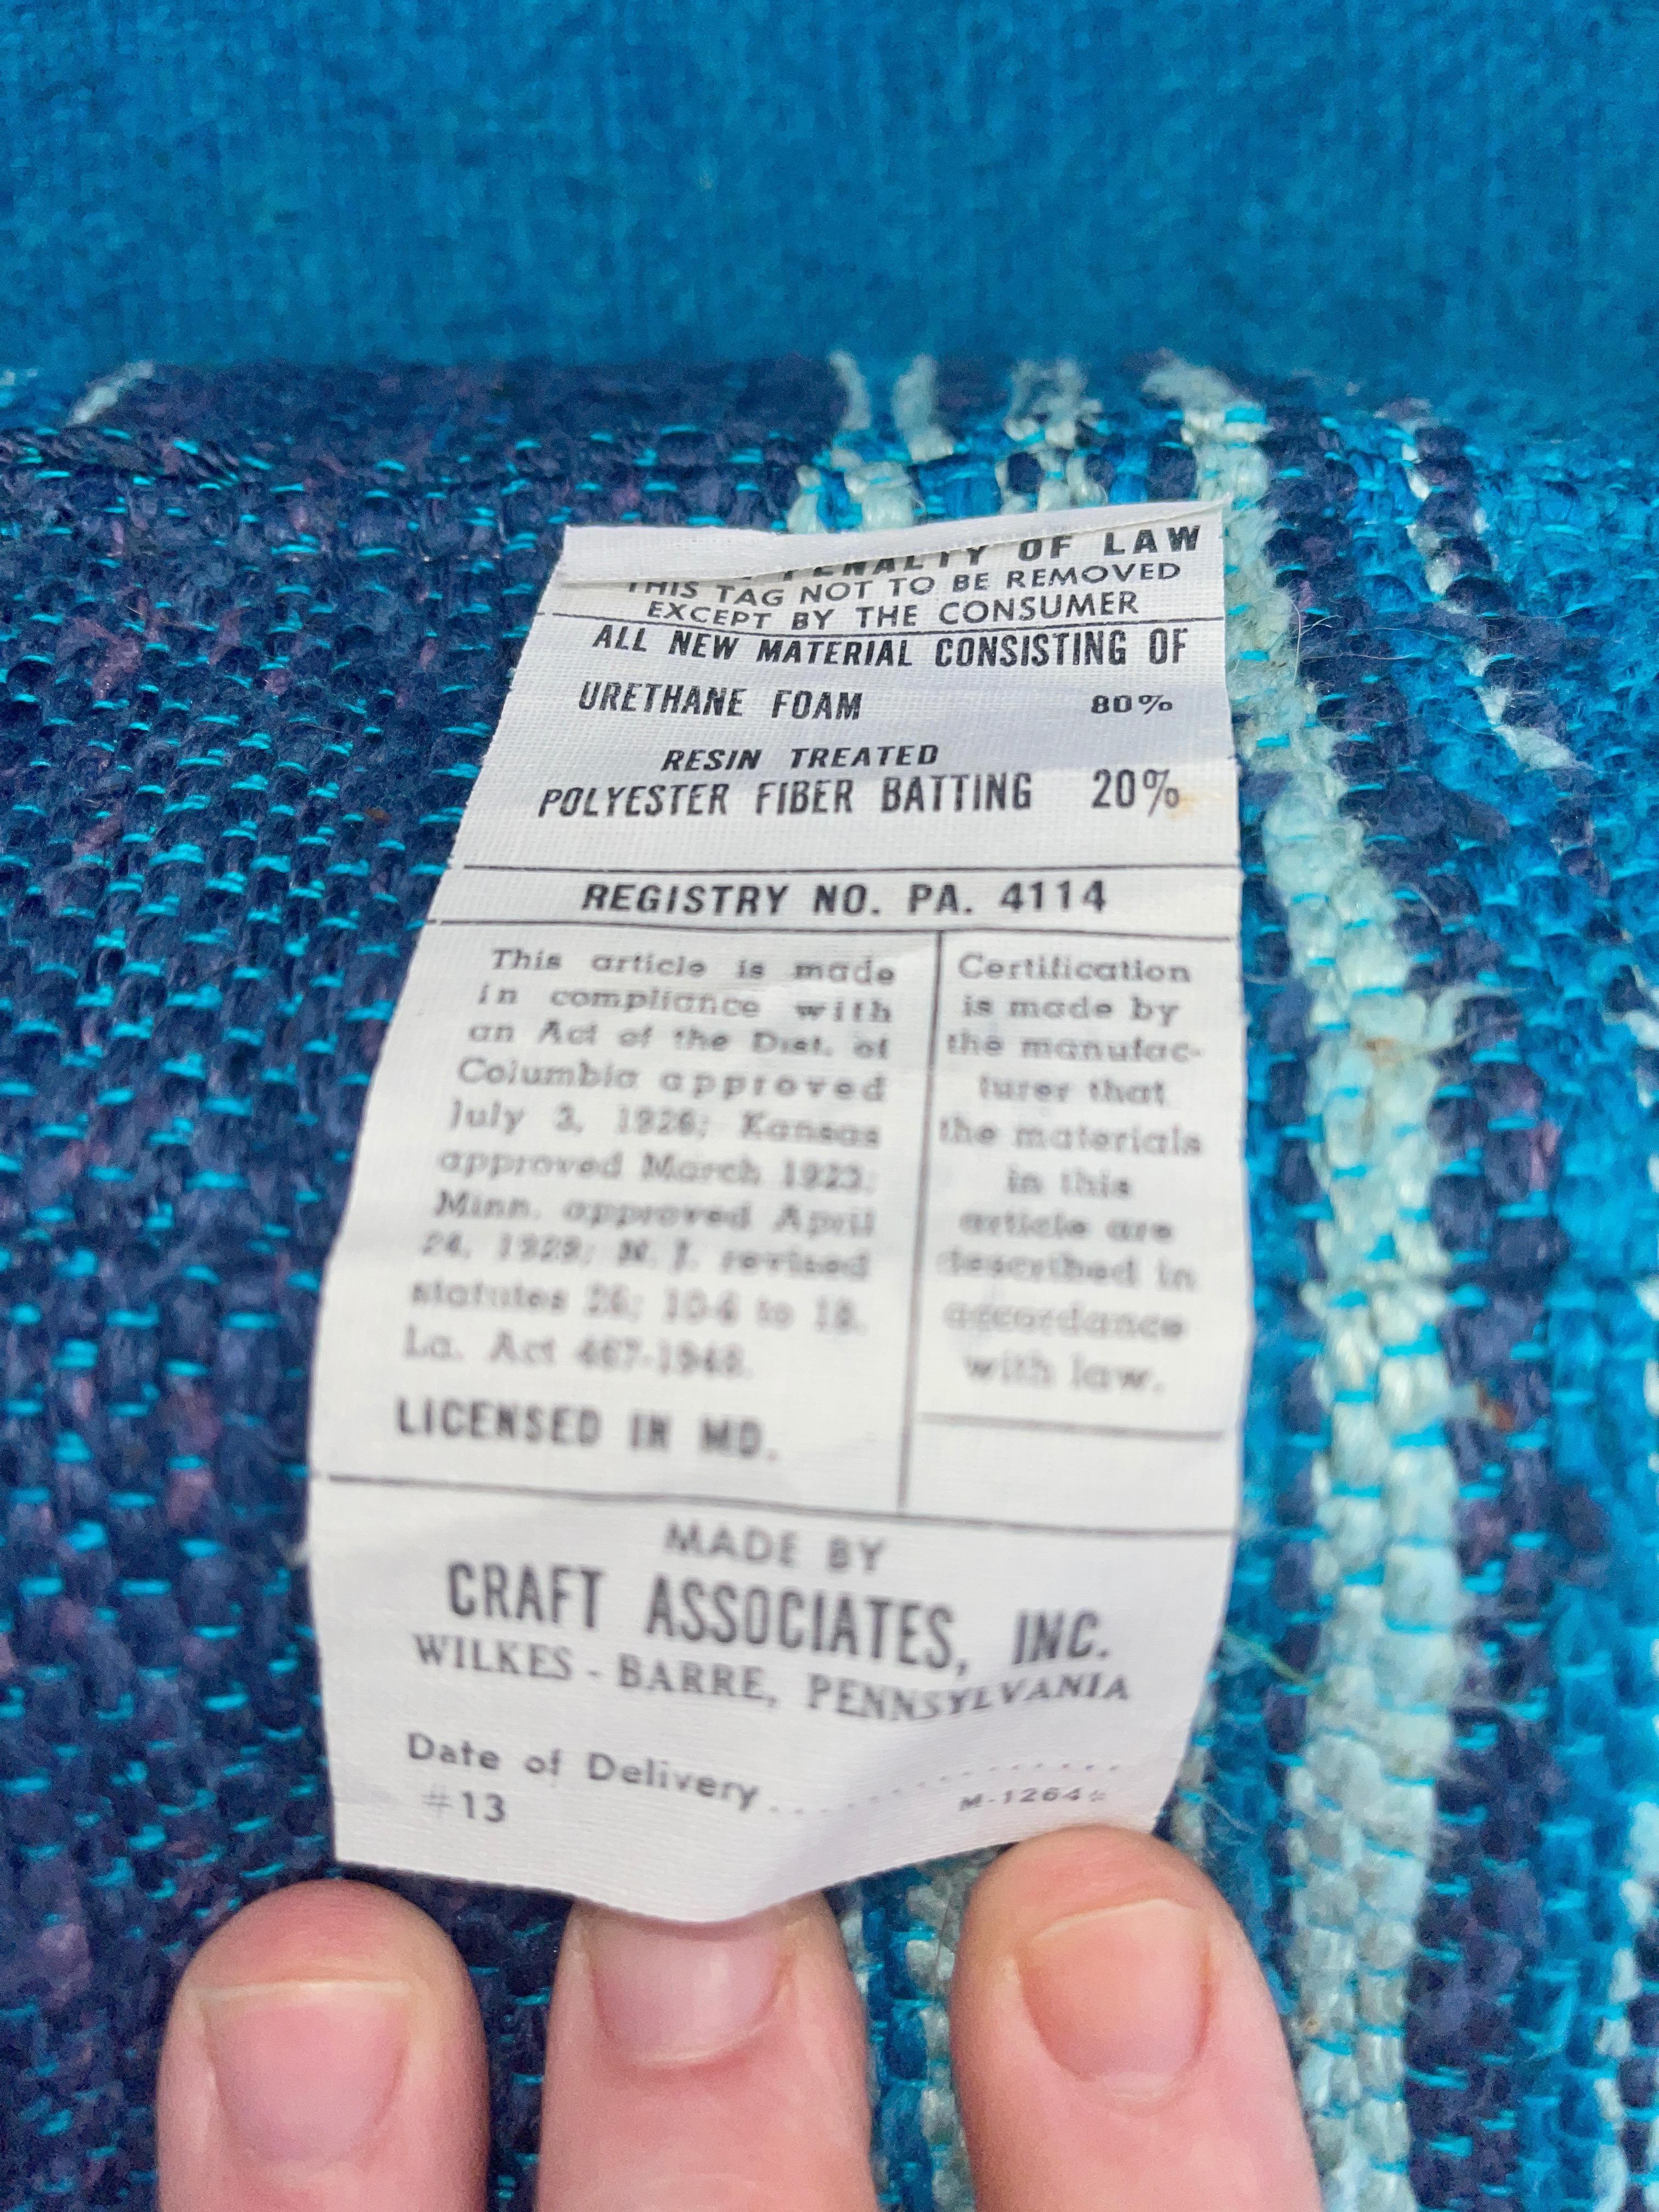 PENALTY OF LAW
THIS TAG NOT TO BE REMOVED
EXCEPT BY THE CONSUMER
ALL NEW MATERIAL CONSISTING OF
URETHANE FOAM 80%
RESIN TREATED
POLYESTER FIBER BATTING 20%
REGISTRY NO. PA. 4114
This article is made
in compliance with
an Act of the Dist. of
Columbia approved
July 3, 1926; Kansas
approved March 1923;
Minn. approved April
24, 1929; N. J. revised
statutes 26; 10-6 to 18.
La. Act 467-1948.
LICENSED IN MD.
Certification
is made by
the manufac-
turer that
the materials
in this
article are
described in
accordance
with law.
MADE BY
CRAFT ASSOCIATES, INC.
WILKES - BARRE, PENNSYLVANIA
Date of Delivery ....................
#13 M-1264